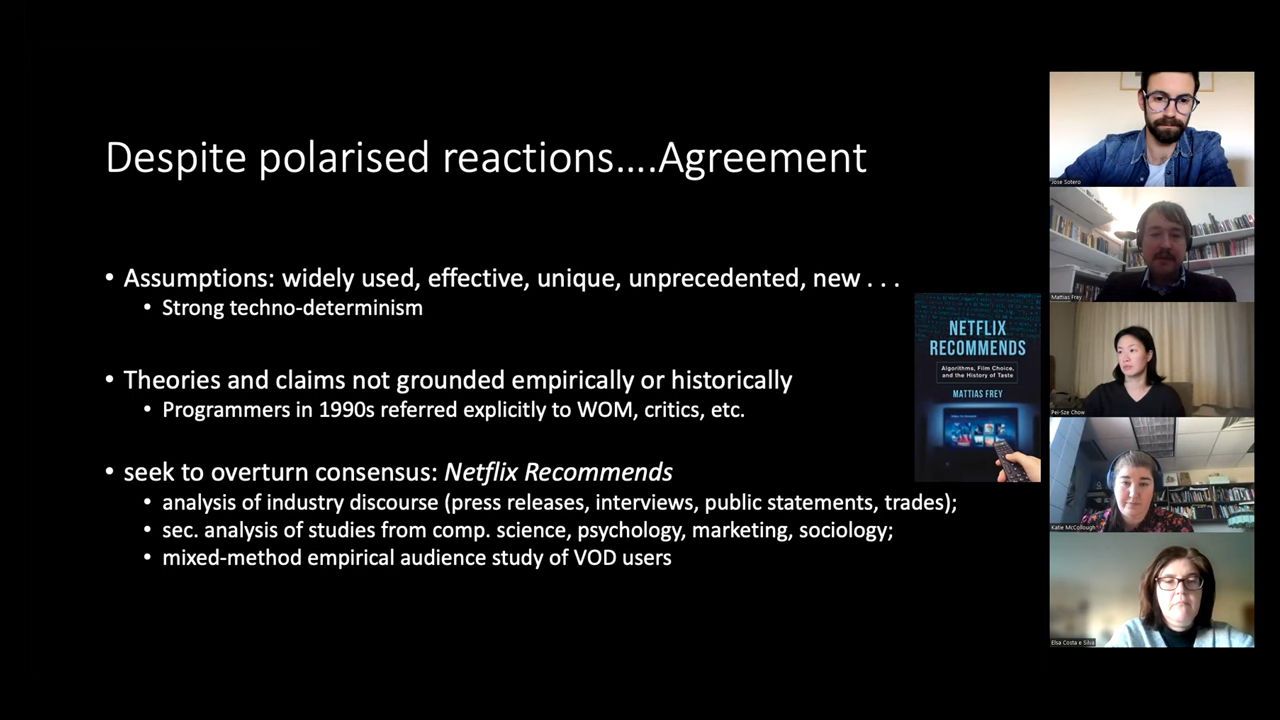 Despite polarised reactions….Agreement
• Assumptions: widely used, effective, unique, unprecedented, new . . .
• Strong techno-determinism
• Theories and claims not grounded empirically or historically
• Programmers in 1990s referred explicitly to WOM, critics, etc.
• seek to overturn consensus: Netflix Recommends
• analysis of industry discourse (press releases, interviews, public statements, trades);
• sec. analysis of studies from comp. science, psychology, marketing, sociology;
• mixed-method empirical audience study of VOD users
NETFLIX
RECOMMENDS
Algorithms, Film Choice,
and the History of Taste
MATTIAS FREY
Jose Sotero
Mattias Frey
Pei-Sze Chow
Katie McCollough
Elsa Costa e Silva